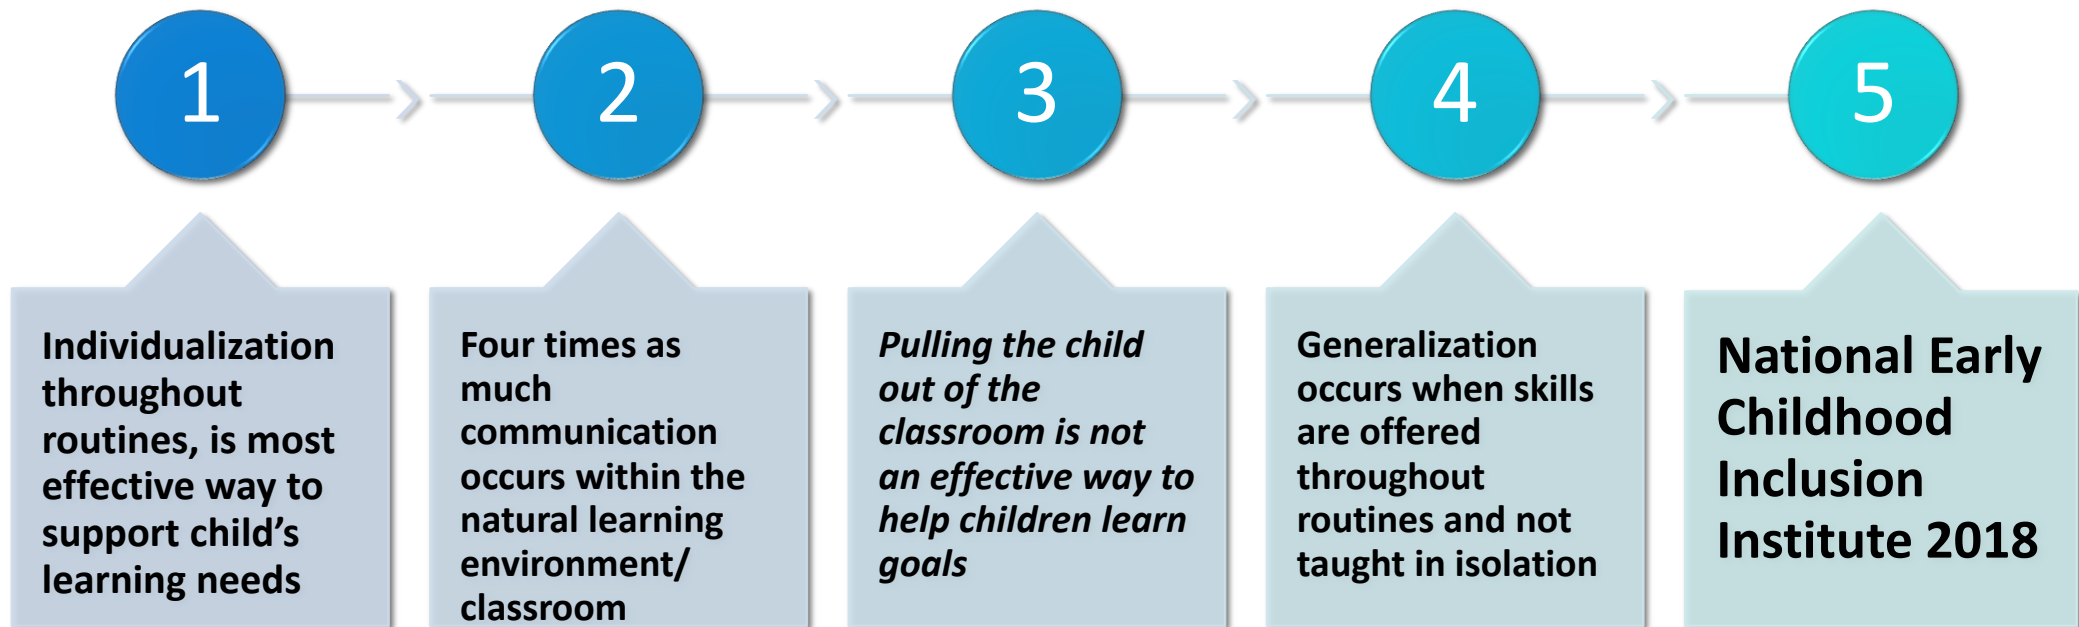 1
2
3
4
5
Individualization
throughout
routines, is most
effective way to
support child’s
learning needs
Four times as
much
communication
occurs within the
natural learning
environment/
classroom
Pulling the child
out of the
classroom is not
an effective way to
help children learn
goals
Generalization
occurs when skills
are offered
throughout
routines and not
taught in isolation
National Early
Childhood
Inclusion
Institute 2018